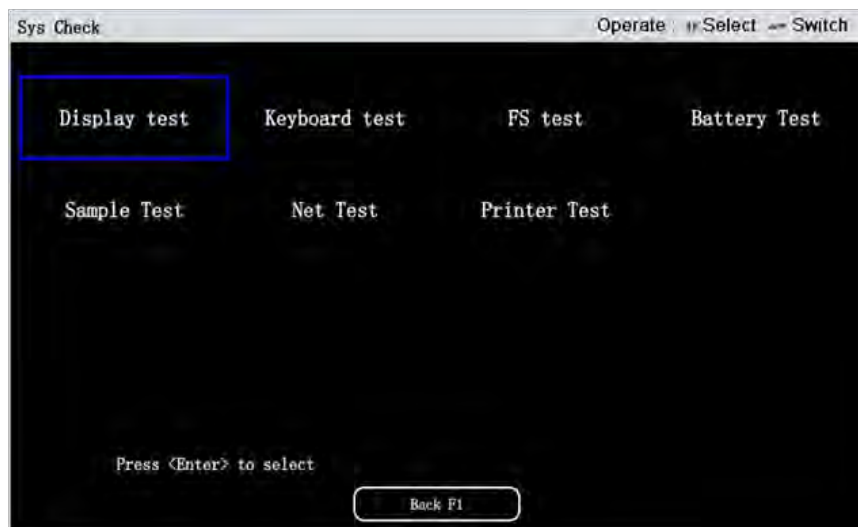 Sys Check Operate Select Switch
Display test Keyboard test FS test Battery Test
Sample Test Net Test Printer Test
Press <Enter> to select
Back F1